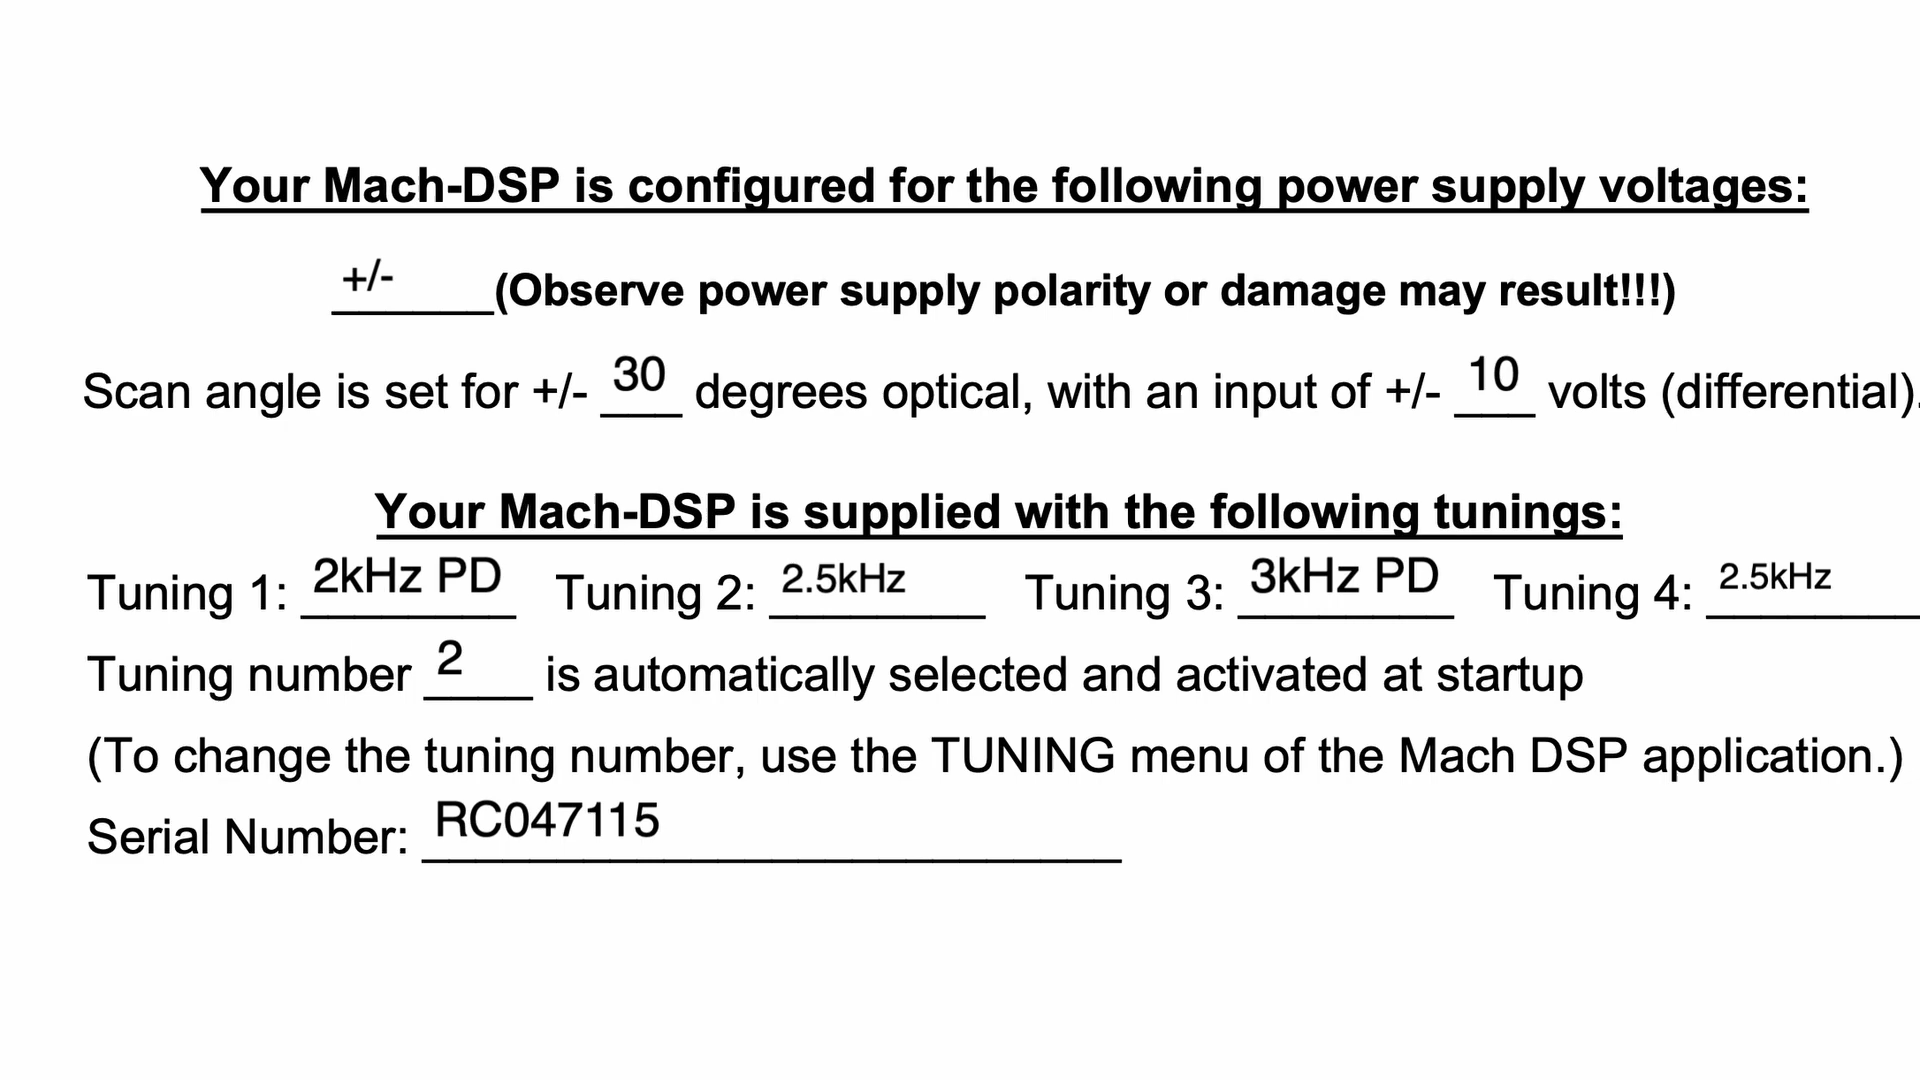 Your Mach-DSP is configured for the following power supply voltages:
+/- (Observe power supply polarity or damage may result!!!)
Scan angle is set for +/- 30 degrees optical, with an input of +/- 10 volts (differential).
Your Mach-DSP is supplied with the following tunings:
Tuning 1: 2kHz PD Tuning 2: 2.5kHz Tuning 3: 3kHz PD Tuning 4: 2.5kHz
Tuning number 2 is automatically selected and activated at startup
(To change the tuning number, use the TUNING menu of the Mach DSP application.)
Serial Number: RC047115